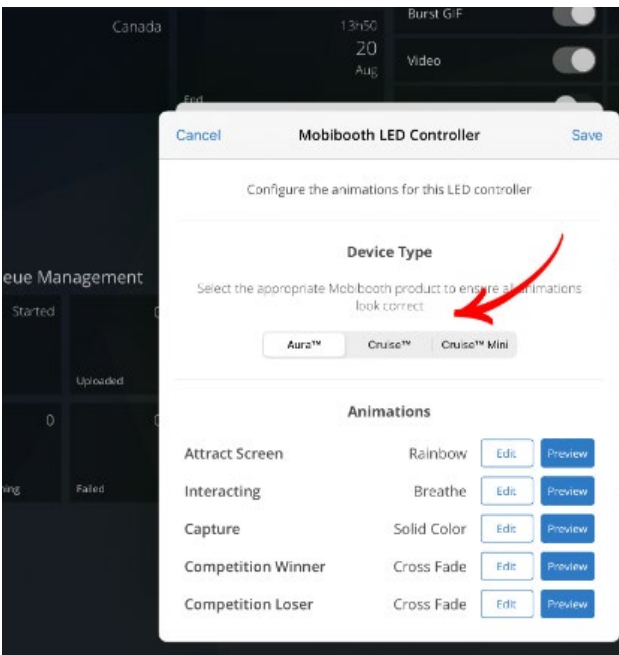 Canada
13h50
20
Aug
End
Burst GIF
Video
Cancel
Mobibooth LED Controller
Save
Configure the animations for this LED controller
Device Type
Select the appropriate Mobibooth product to ensure all animations
look correct
Aura™ Cruise™ Cruise™ Mini
eue Management
Started
0
Uploaded
0
0
ning
Failed
Animations
Attract Screen Rainbow Edit Preview
Interacting Breathe Edit Preview
Capture Solid Color Edit Preview
Competition Winner Cross Fade Edit Preview
Competition Loser Cross Fade Edit Preview